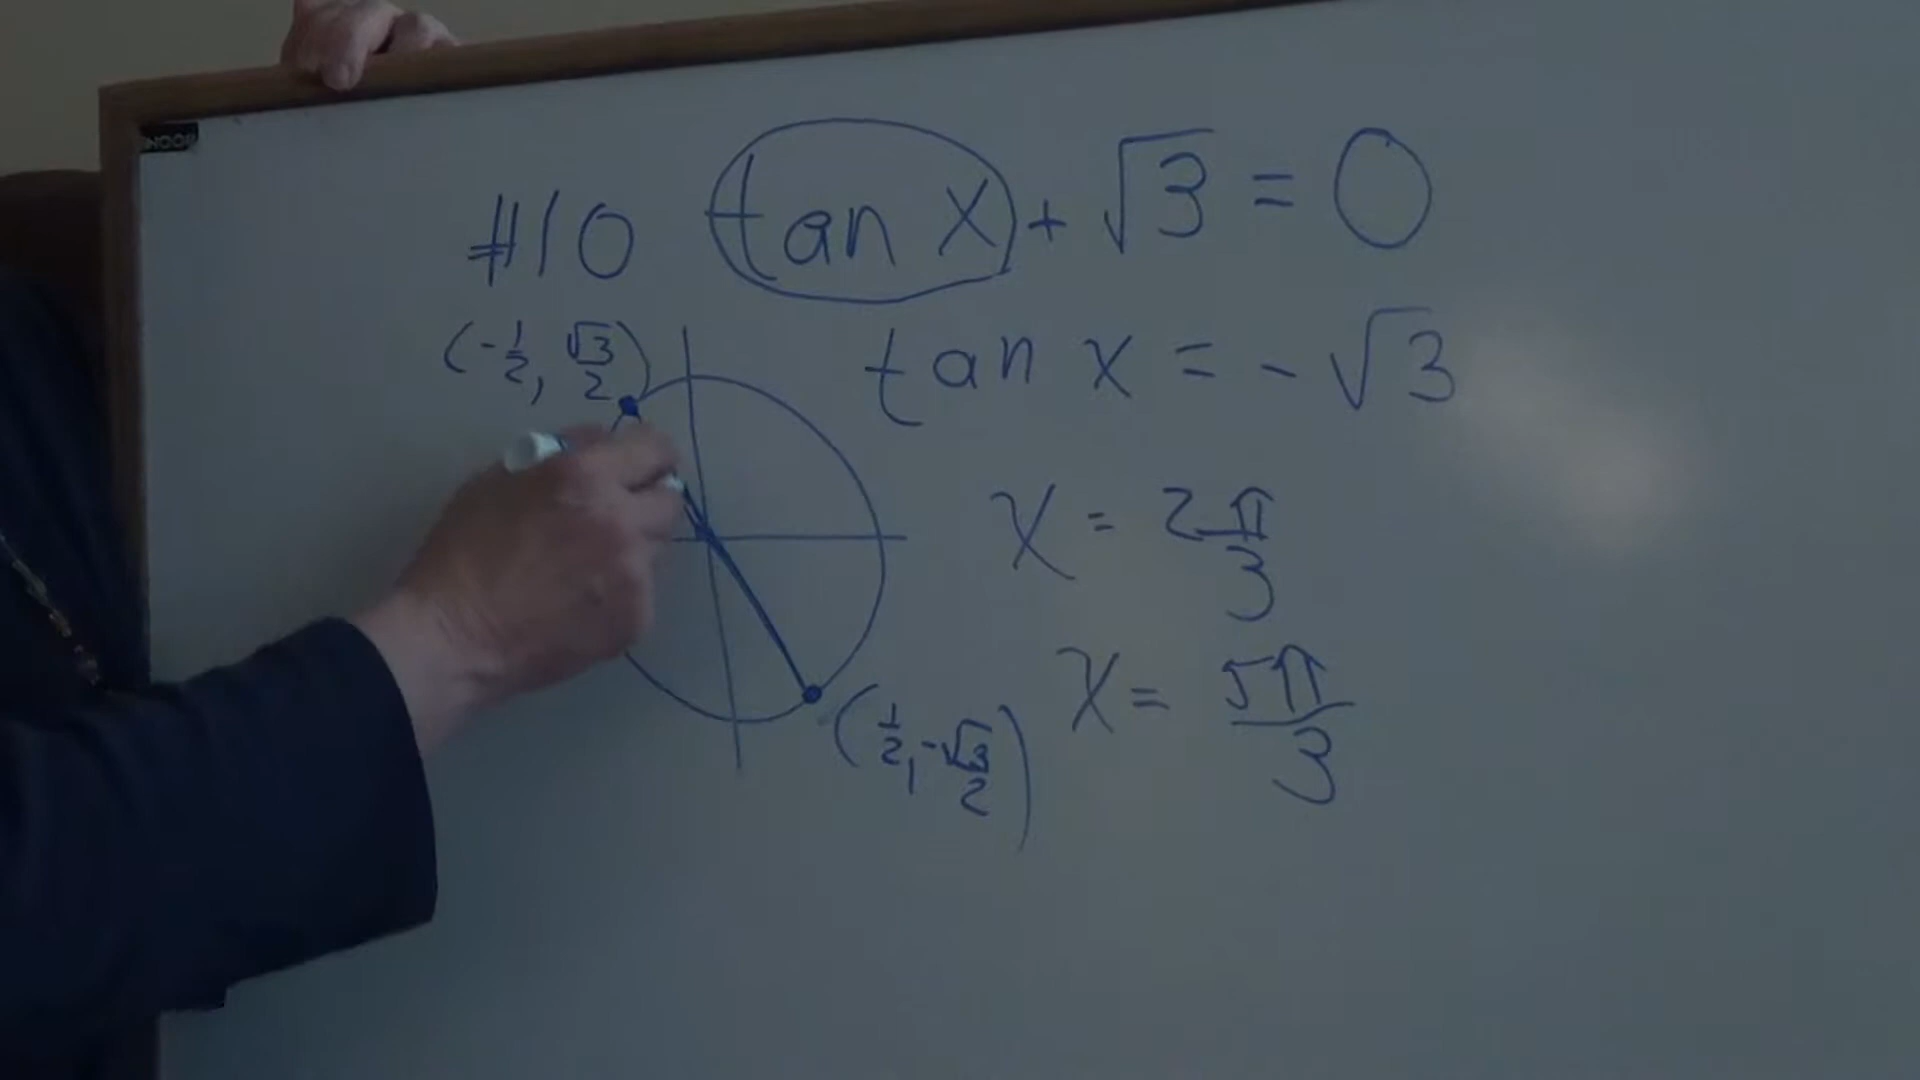 #10 tan x + √3 = 0
(-1/2, √3/2)
tan x = - √3
x = 2π/3
x = 5π/3
(1/2, -√3/2)